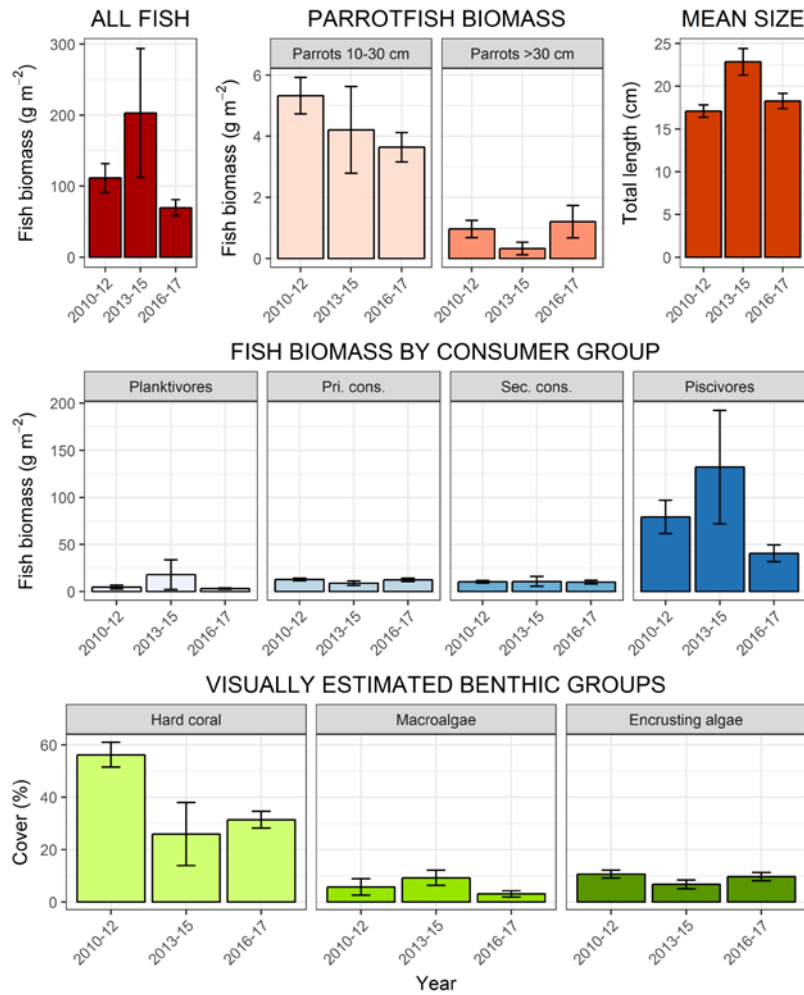 ALL FISH
PARROTFISH BIOMASS
MEAN SIZE
Parrots 10-30 cm
Parrots >30 cm
Fish biomass (g m⁻²)
300
200
100
0
2010-12
2013-15
2016-17
Fish biomass (g m⁻²)
6
4
2
0
2010-12
2013-15
2016-17
2010-12
2013-15
2016-17
Total length (cm)
25
20
15
10
5
0
2010-12
2013-15
2016-17
FISH BIOMASS BY CONSUMER GROUP
Planktivores
Pri. cons.
Sec. cons.
Piscivores
Fish biomass (g m⁻²)
200
150
100
50
0
2010-12
2013-15
2016-17
2010-12
2013-15
2016-17
2010-12
2013-15
2016-17
2010-12
2013-15
2016-17
VISUALLY ESTIMATED BENTHIC GROUPS
Hard coral
Macroalgae
Encrusting algae
Cover (%)
60
40
20
0
2010-12
2013-15
2016-17
2010-12
2013-15
2016-17
2010-12
2013-15
2016-17
Year